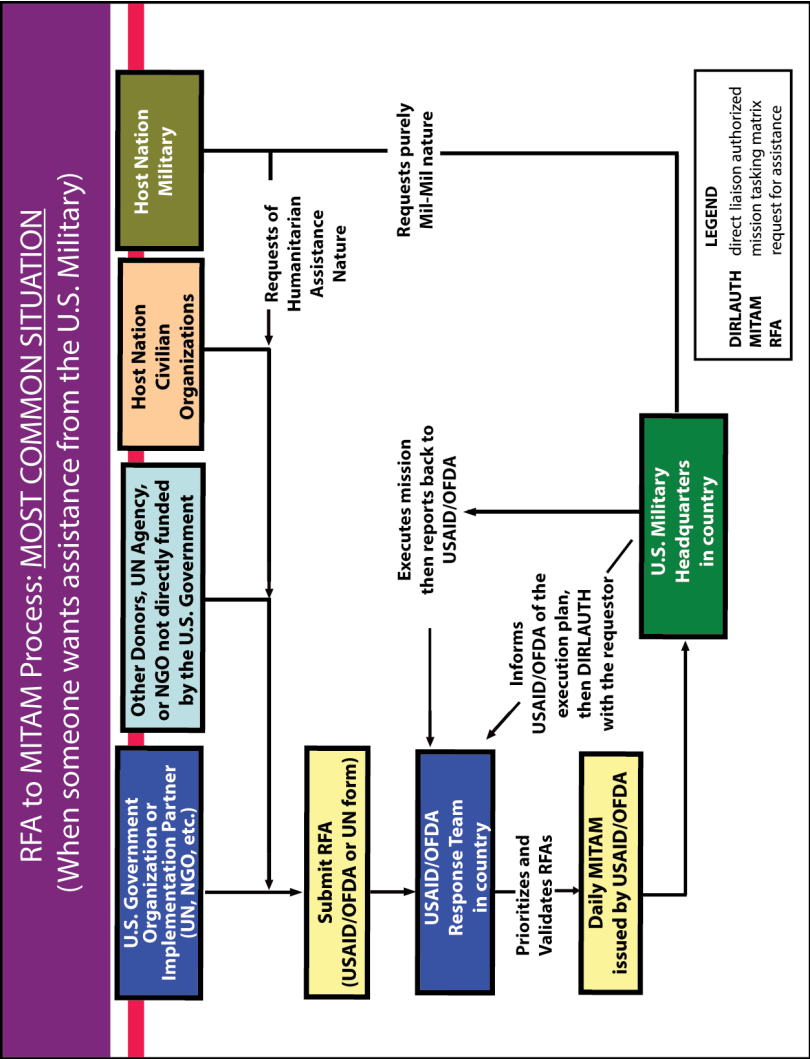 RFA to MITAM Process: MOST COMMON SITUATION
(When someone wants assistance from the U.S. Military)
U.S. Government
Organization or
Implementation Partner
(UN, NGO, etc.)
Other Donors, UN Agency,
or NGO not directly funded
by the U.S. Government
Host Nation
Civilian
Organizations
Host Nation
Military
Requests of
Humanitarian
Assistance
Nature
Submit RFA
(USAID/OFDA or UN form)
Requests purely
Mil-Mil nature
USAID/OFDA
Response Team
in country
Executes mission
then reports back to
USAID/OFDA
Prioritizes and
Validates RFAs
Informs
USAID/OFDA of the
execution plan,
then DIRLAUTH
with the requestor
Daily MITAM
issued by USAID/OFDA
U.S. Military
Headquarters
in country
LEGEND
DIRLAUTH direct liaison authorized
MITAM mission tasking matrix
RFA request for assistance